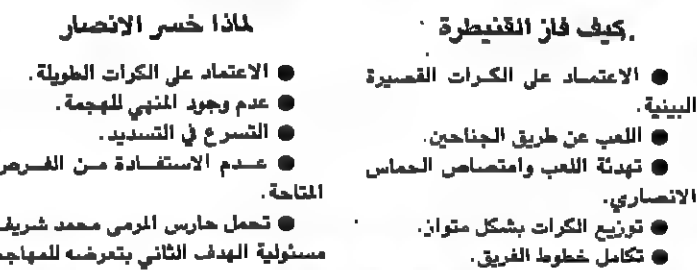 كيف فاز القنيطرة
● الاعتماد على الكرات القصيرة
البينية.
● اللعب عن طريق الجناحين.
● تهدئة اللعب وامتصاص الحماس
الانصاري.
● توزيع الكرات بشكل متوان.
● تكامل خطوط الفريق.
لماذا خسر الانصار
● الاعتماد على الكرات الطويلة.
● عدم وجود المنهي للهجمة.
● التسرع في التسديد.
● عدم الاستفادة من الفرص
المتاحة.
● تحمل حارس المرمى محمد شريف
مسئولية الهدف الثاني بتعرضه للمهاجم